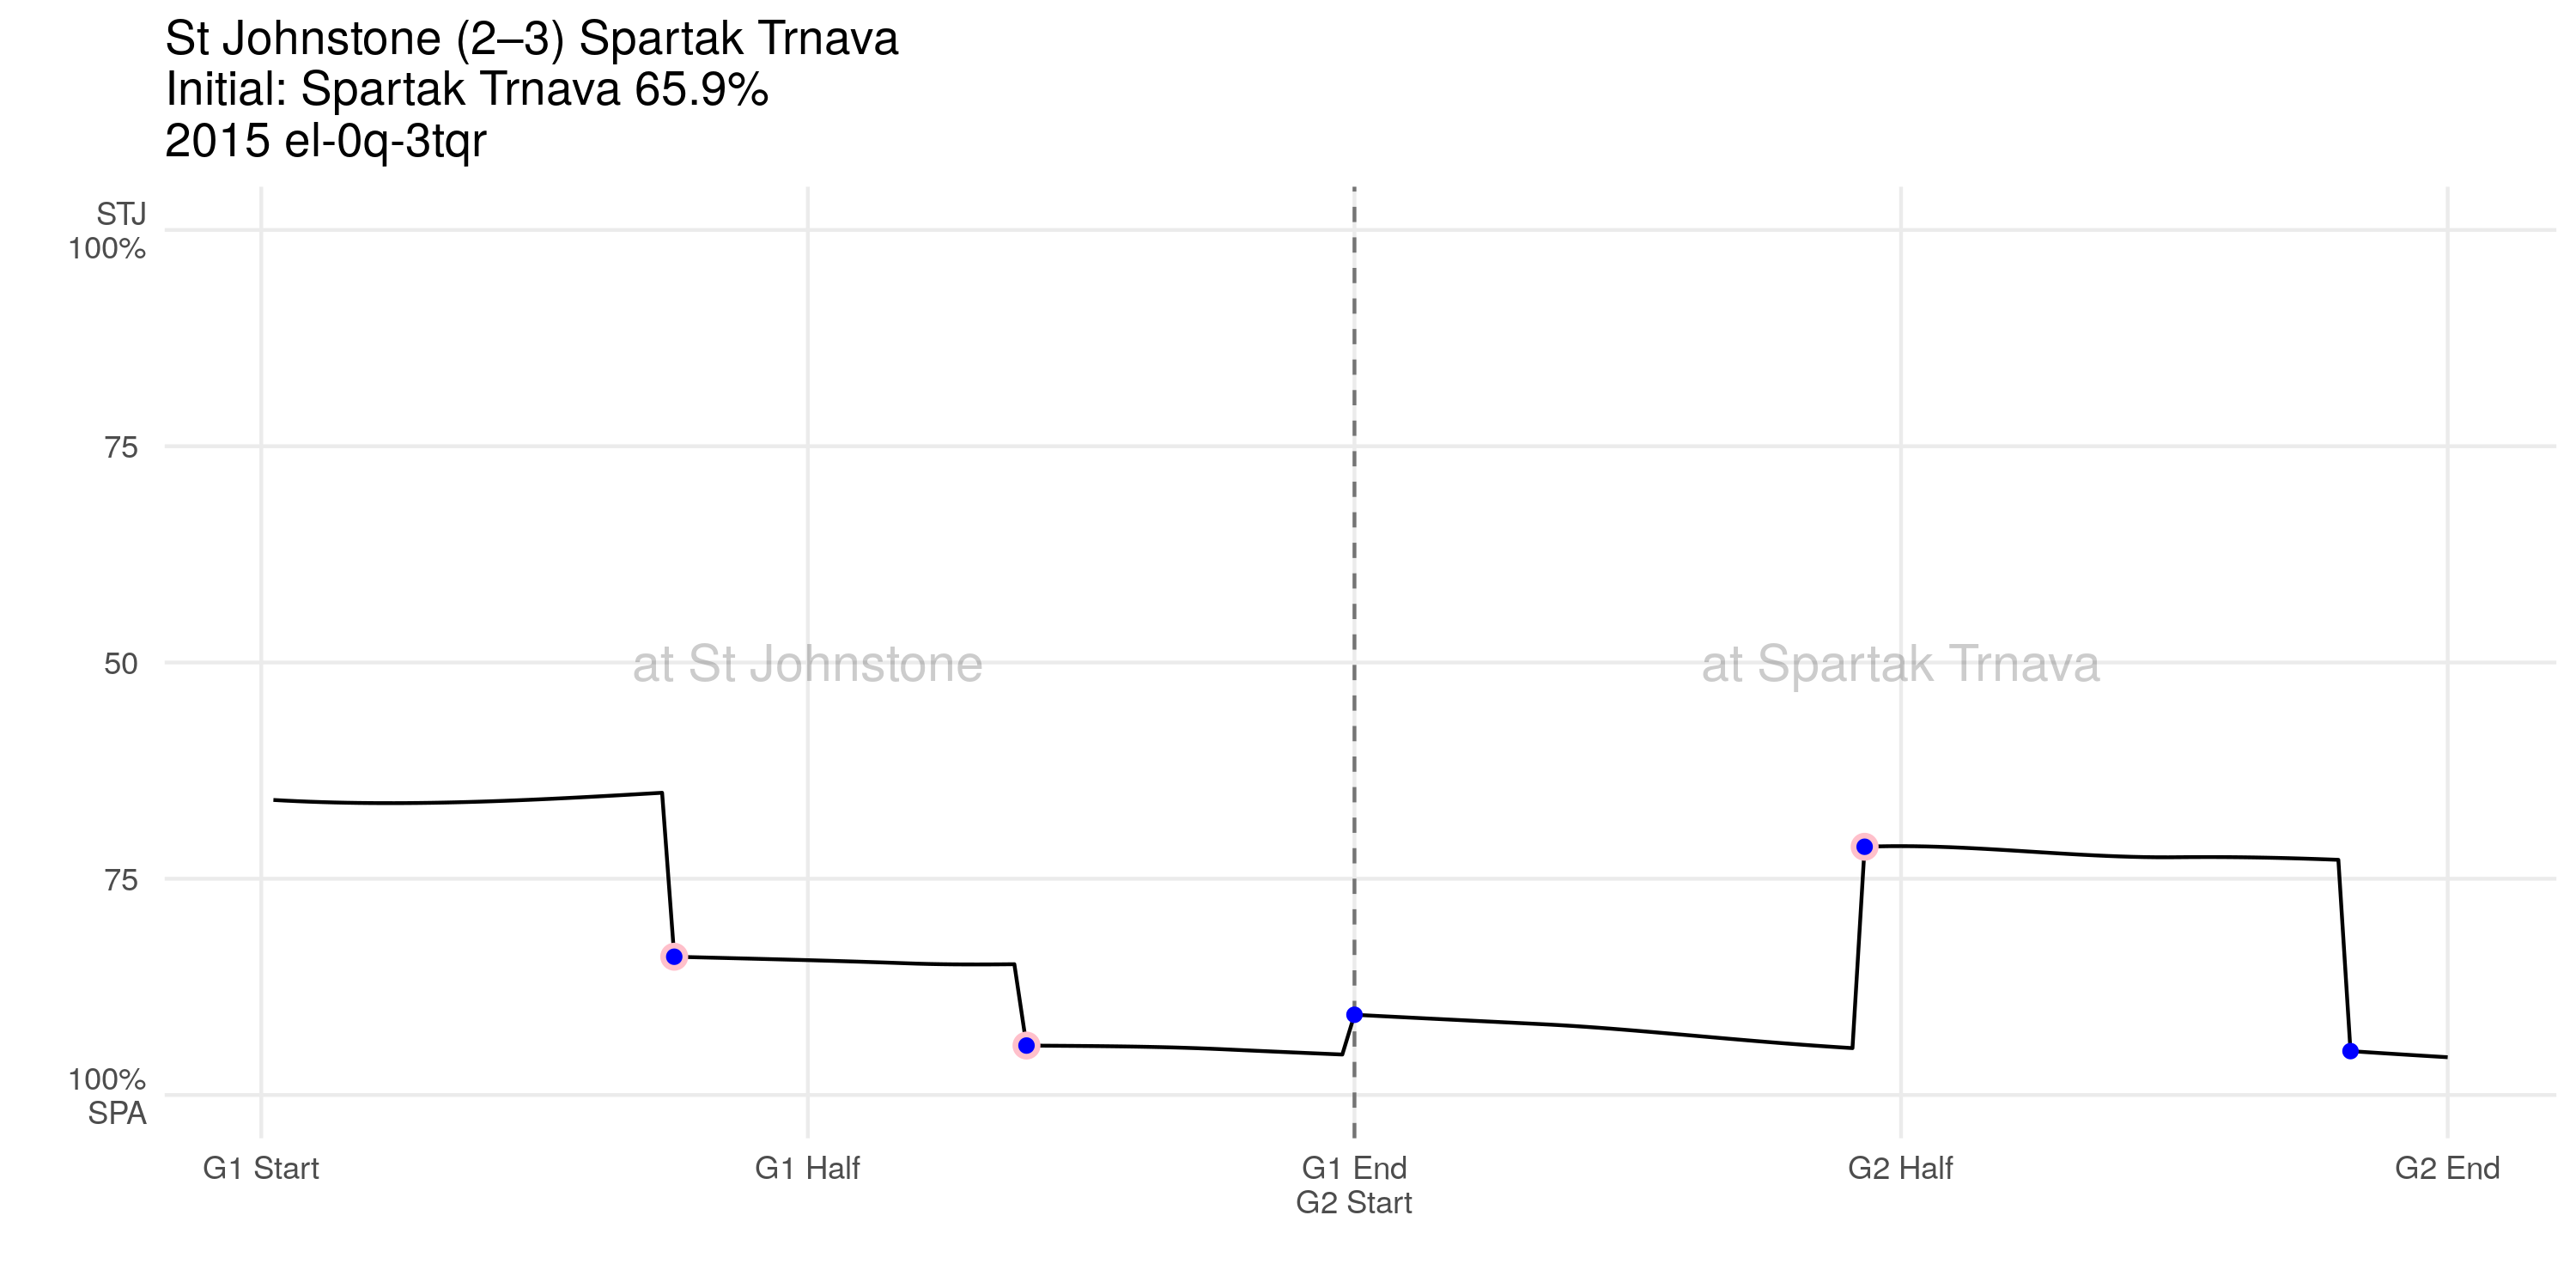 St Johnstone (2–3) Spartak Trnava
Initial: Spartak Trnava 65.9%
2015 el-0q-3tqr
STJ
100%
75
50
75
100%
SPA
at St Johnstone
at Spartak Trnava
G1 Start
G1 Half
G1 End
G2 Start
G2 Half
G2 End